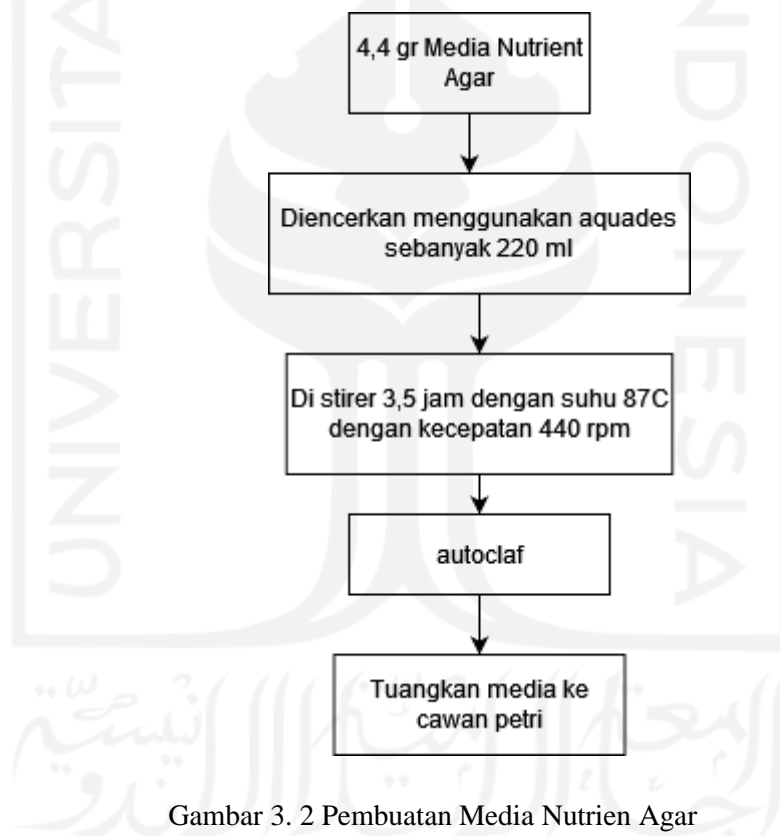 4,4 gr Media Nutrient
Agar
Diencerkan menggunakan aquades
sebanyak 220 ml
Di stirer 3,5 jam dengan suhu 87C
dengan kecepatan 440 rpm
autoclaf
Tuangkan media ke
cawan petri
Gambar 3. 2 Pembuatan Media Nutrien Agar